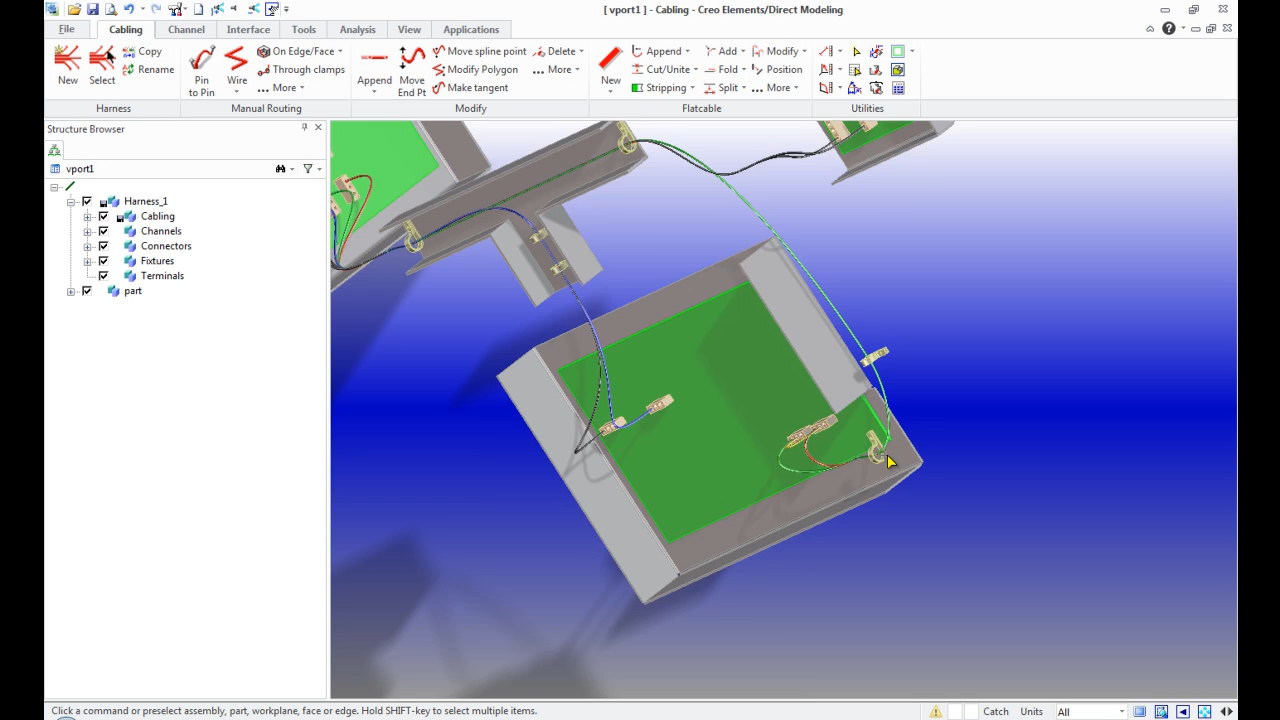 [ vport1 ] - Cabling - Creo Elements/Direct Modeling
File Cabling Channel Interface Tools Analysis View Applications
New Select Copy Rename
Harness
Pin to Pin Wire On Edge/Face Through clamps More
Manual Routing
Append Move End Pt Move spline point Modify Polygon Make tangent Delete ... More
Modify
New Append Cut/Unite Stripping Add Fold Split Modify Position ... More
Flatcable
Utilities
Structure Browser
vport1
Harness_1
Cabling
Channels
Connectors
Fixtures
Terminals
part
Click a command or preselect assembly, part, workplane, face or edge. Hold SHIFT-key to select multiple items.
Catch Units All